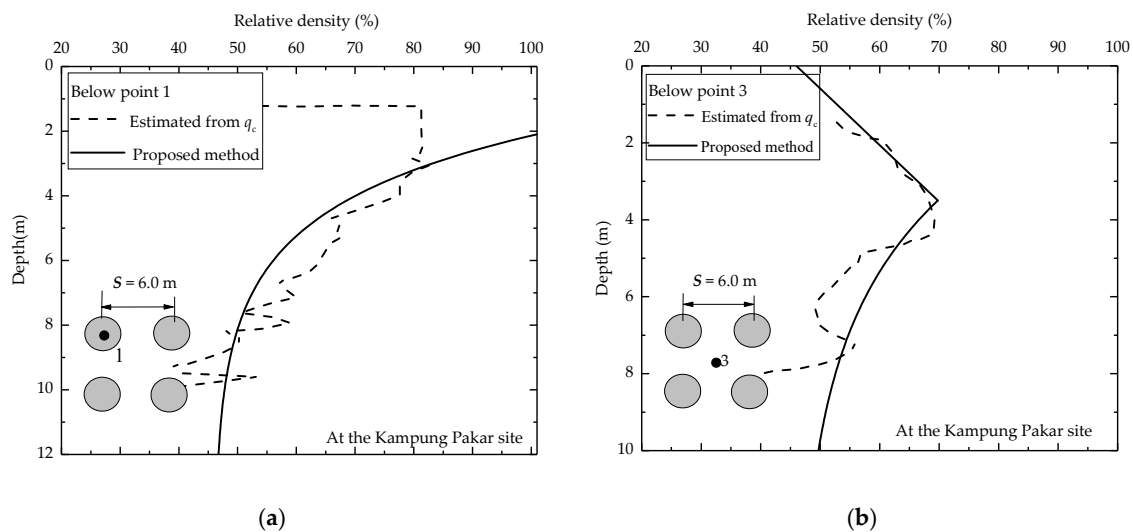 Relative density (%)
20 30 40 50 60 70 80 90 100
0
2
4
6
8
10
12
Depth(m)
Below point 1
Estimated from qc
Proposed method
S = 6.0 m
1
At the Kampung Pakar site
(a)
Relative density (%)
20 30 40 50 60 70 80 90 100
0
2
4
6
8
10
Depth (m)
Below point 3
Estimated from qc
Proposed method
S = 6.0 m
3
At the Kampung Pakar site
(b)